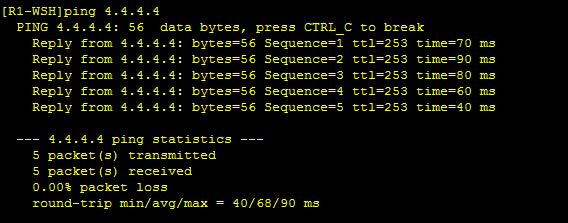 [R1-WSH]ping 4.4.4.4
PING 4.4.4.4: 56  data bytes, press CTRL_C to break
Reply from 4.4.4.4: bytes=56 Sequence=1 ttl=253 time=70 ms
Reply from 4.4.4.4: bytes=56 Sequence=2 ttl=253 time=90 ms
Reply from 4.4.4.4: bytes=56 Sequence=3 ttl=253 time=80 ms
Reply from 4.4.4.4: bytes=56 Sequence=4 ttl=253 time=60 ms
Reply from 4.4.4.4: bytes=56 Sequence=5 ttl=253 time=40 ms
--- 4.4.4.4 ping statistics ---
5 packet(s) transmitted
5 packet(s) received
0.00% packet loss
round-trip min/avg/max = 40/68/90 ms